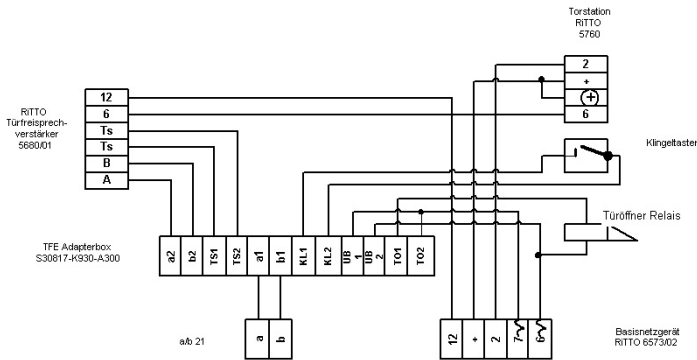 Torstation
RiTTO
5760
2
+
+
6
12
6
Ts
Ts
B
A
RiTTO
Türfreisprech-
verstärker
5680/01
Klingeltaster
Türöffner Relais
TFE Adapterbox
S30817-K930-A300
a2
b2
TS1
TS2
a1
b1
KL1
KL2
UB
1
UB
2
TO1
TO2
a/b 21
a
b
12
+
2
7
6
Basisnetzgerät
RiTTO 6573/02